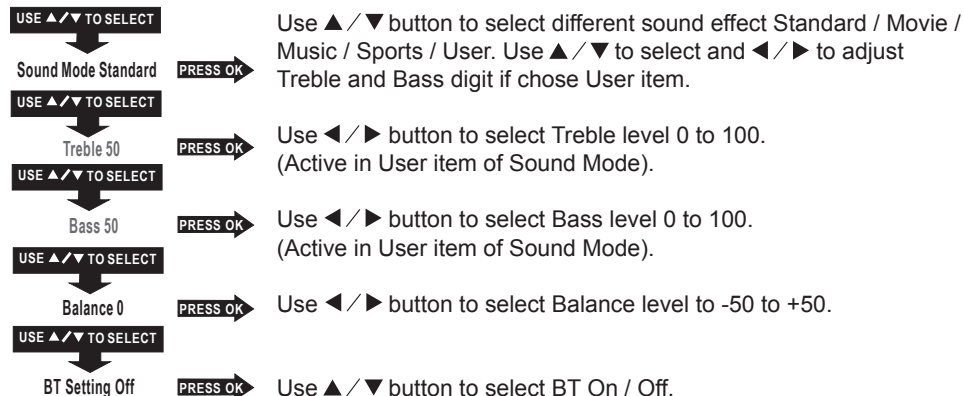 USE ▲/▼ TO SELECT
Use ▲/▼ button to select different sound effect Standard / Movie /
Music / Sports / User. Use ▲/▼ to select and ◀/▶ to adjust
Treble and Bass digit if chose User item.
Sound Mode Standard PRESS OK
USE ▲/▼ TO SELECT
Treble 50 PRESS OK
Use ◀/▶ button to select Treble level 0 to 100.
(Active in User item of Sound Mode).
USE ▲/▼ TO SELECT
Bass 50 PRESS OK
Use ◀/▶ button to select Bass level 0 to 100.
(Active in User item of Sound Mode).
USE ▲/▼ TO SELECT
Balance 0 PRESS OK
Use ◀/▶ button to select Balance level to -50 to +50.
USE ▲/▼ TO SELECT
BT Setting Off PRESS OK
Use ▲/▼ button to select BT On / Off.